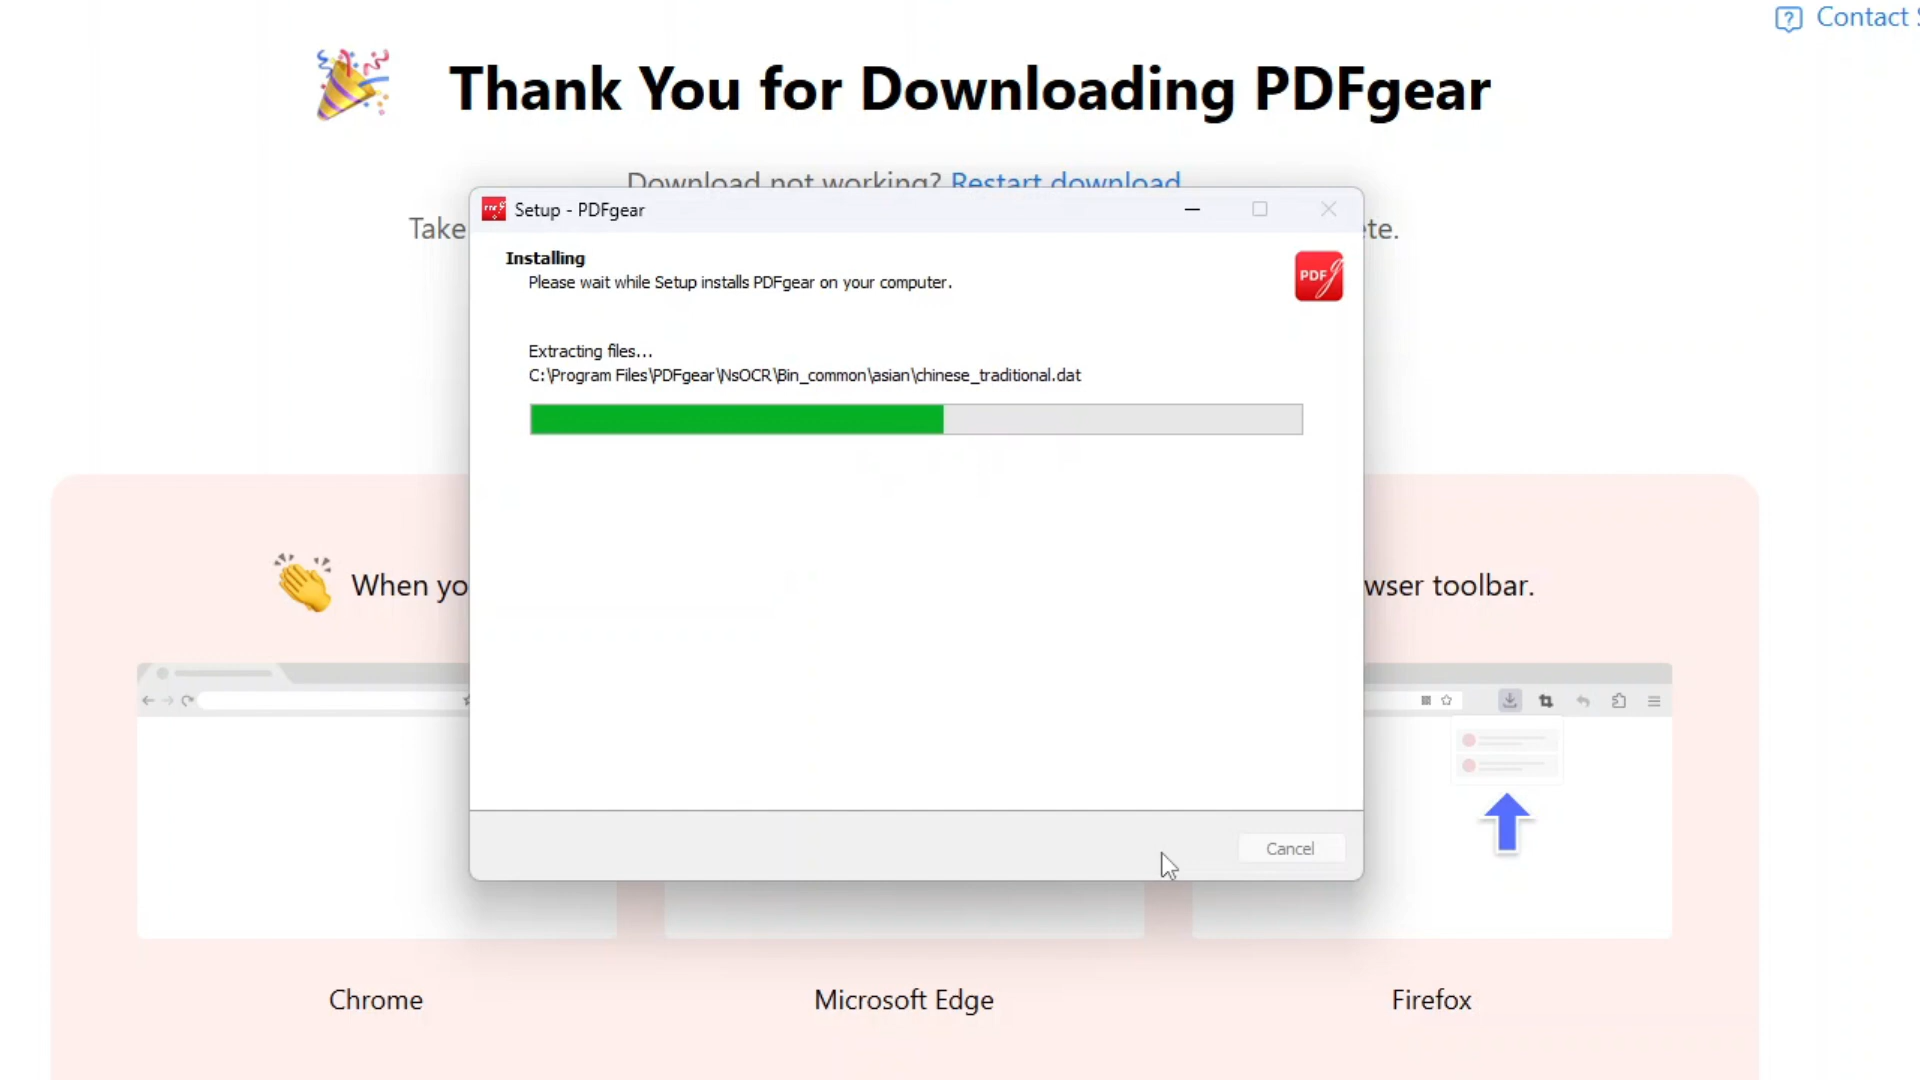 Contact
Thank You for Downloading PDFgear
Download not working? Restart download
Take
ete.
Setup - PDFgear
Installing
Please wait while Setup installs PDFgear on your computer.
PDF
Extracting files...
C:\Program Files\PDFgear\NsOCR\Bin_common\asian\chinese_traditional.dat
When yo
wser toolbar.
Cancel
Chrome
Microsoft Edge
Firefox